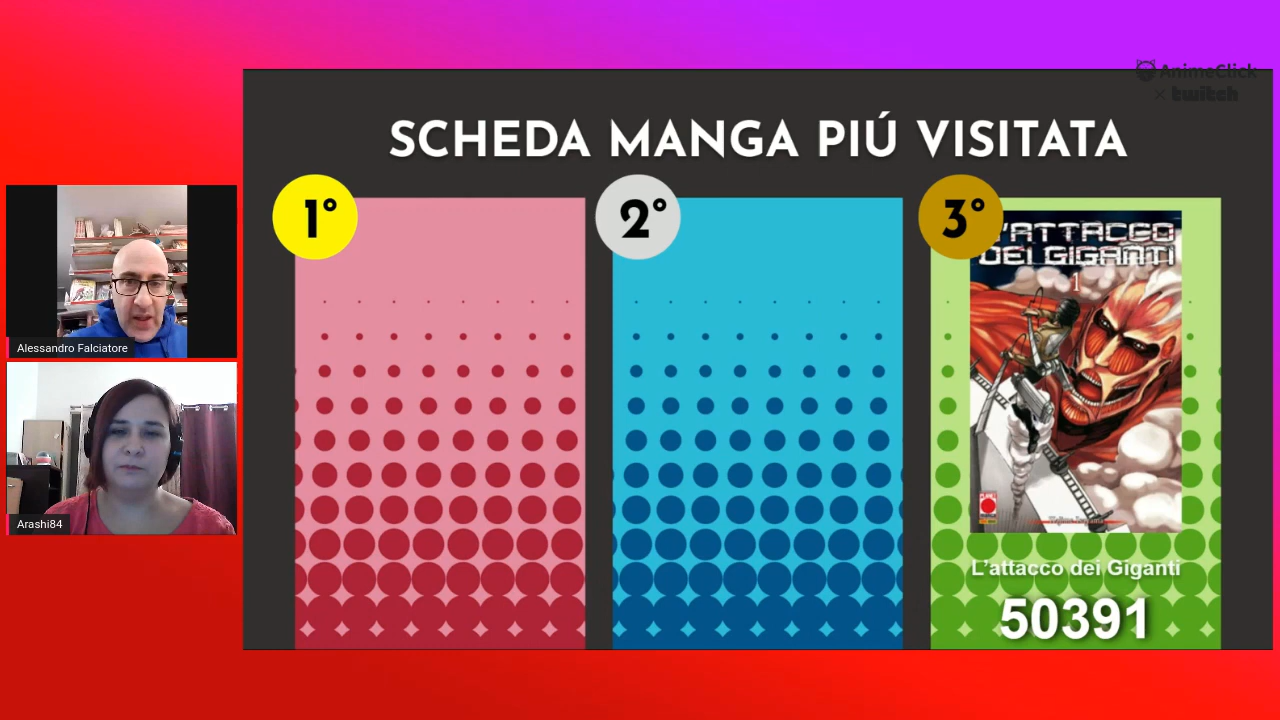 AnimeClick
× twitch
SCHEDA MANGA PIÚ VISITATA
1°
2°
3°
L'ATTACCO
DEI GIGANTI
1
L'attacco dei Giganti
50391
Alessandro Falciatore
Arashi84